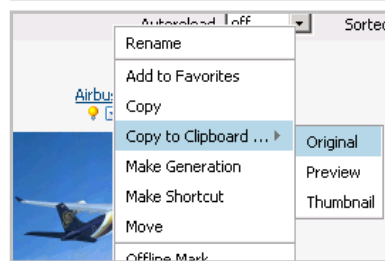 Autoreload off Sorted
Rename
Add to Favorites
Airbus
Copy
Copy to Clipboard ...
Original
Make Generation
Preview
Make Shortcut
Thumbnail
Move
Offline Mark